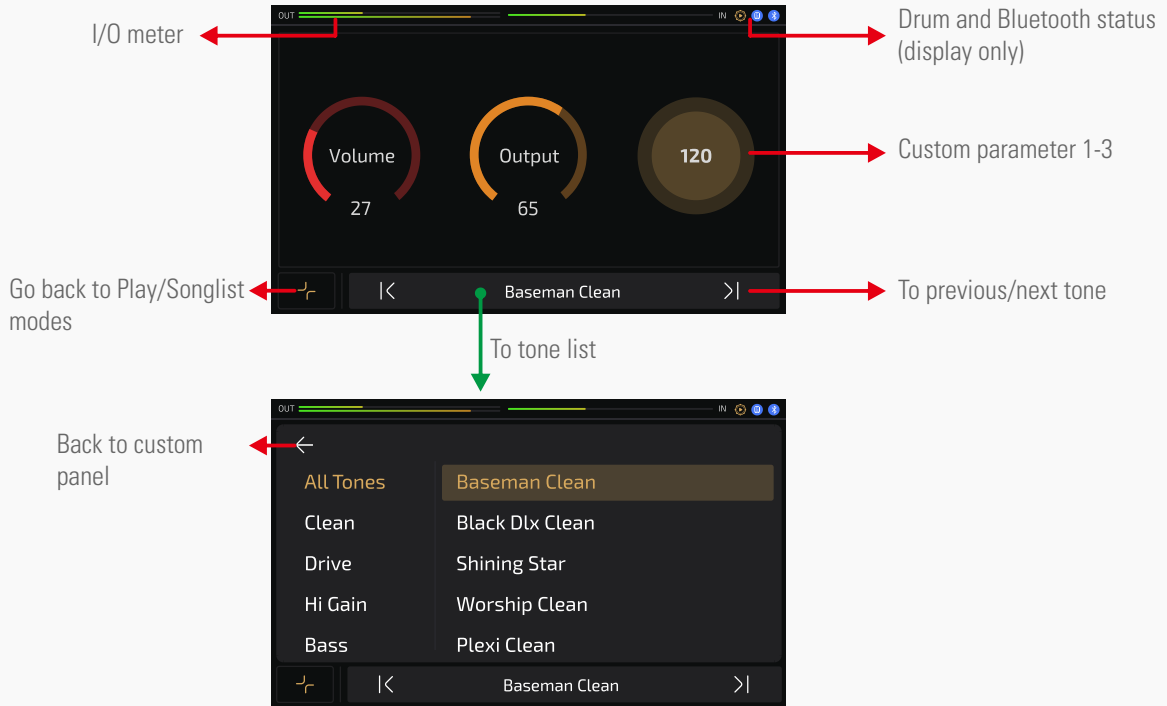 OUT
IN
I/O meter
Drum and Bluetooth status
(display only)
Volume
27
Output
65
120
Custom parameter 1-3
Go back to Play/Songlist
modes
Baseman Clean
To previous/next tone
To tone list
OUT
IN
Back to custom
panel
All Tones
Baseman Clean
Clean
Black Dlx Clean
Drive
Shining Star
Hi Gain
Worship Clean
Bass
Plexi Clean
Baseman Clean